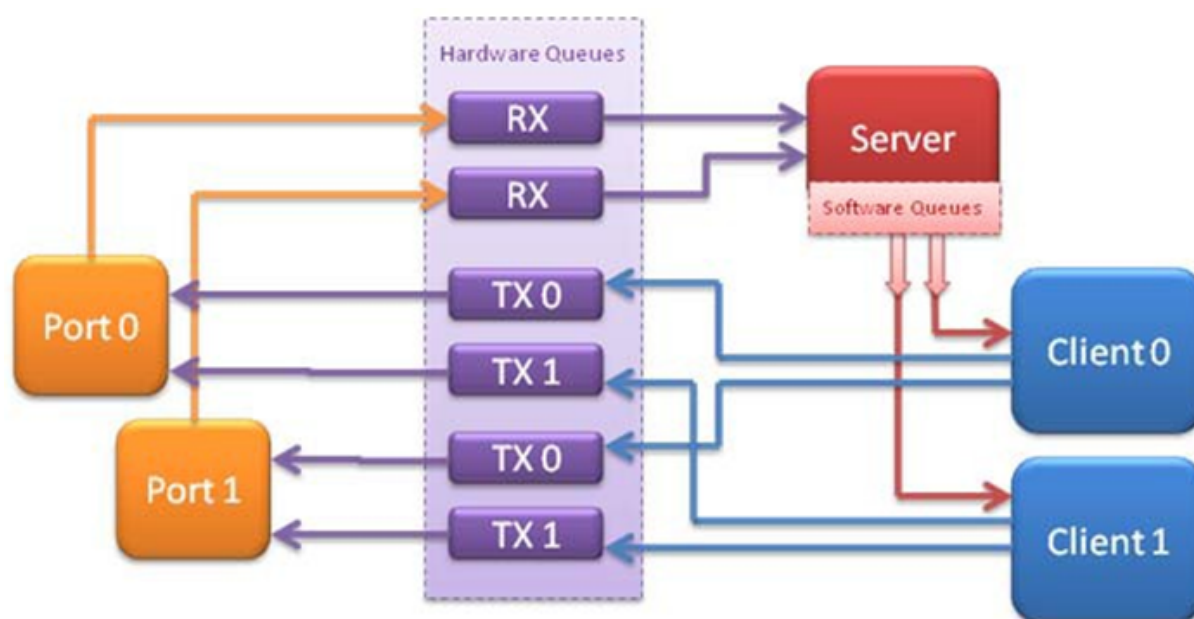 Hardware Queues
RX
Server
RX
Software Queues
TX 0
Port 0
Client 0
TX 1
TX 0
Port 1
TX 1
Client 1